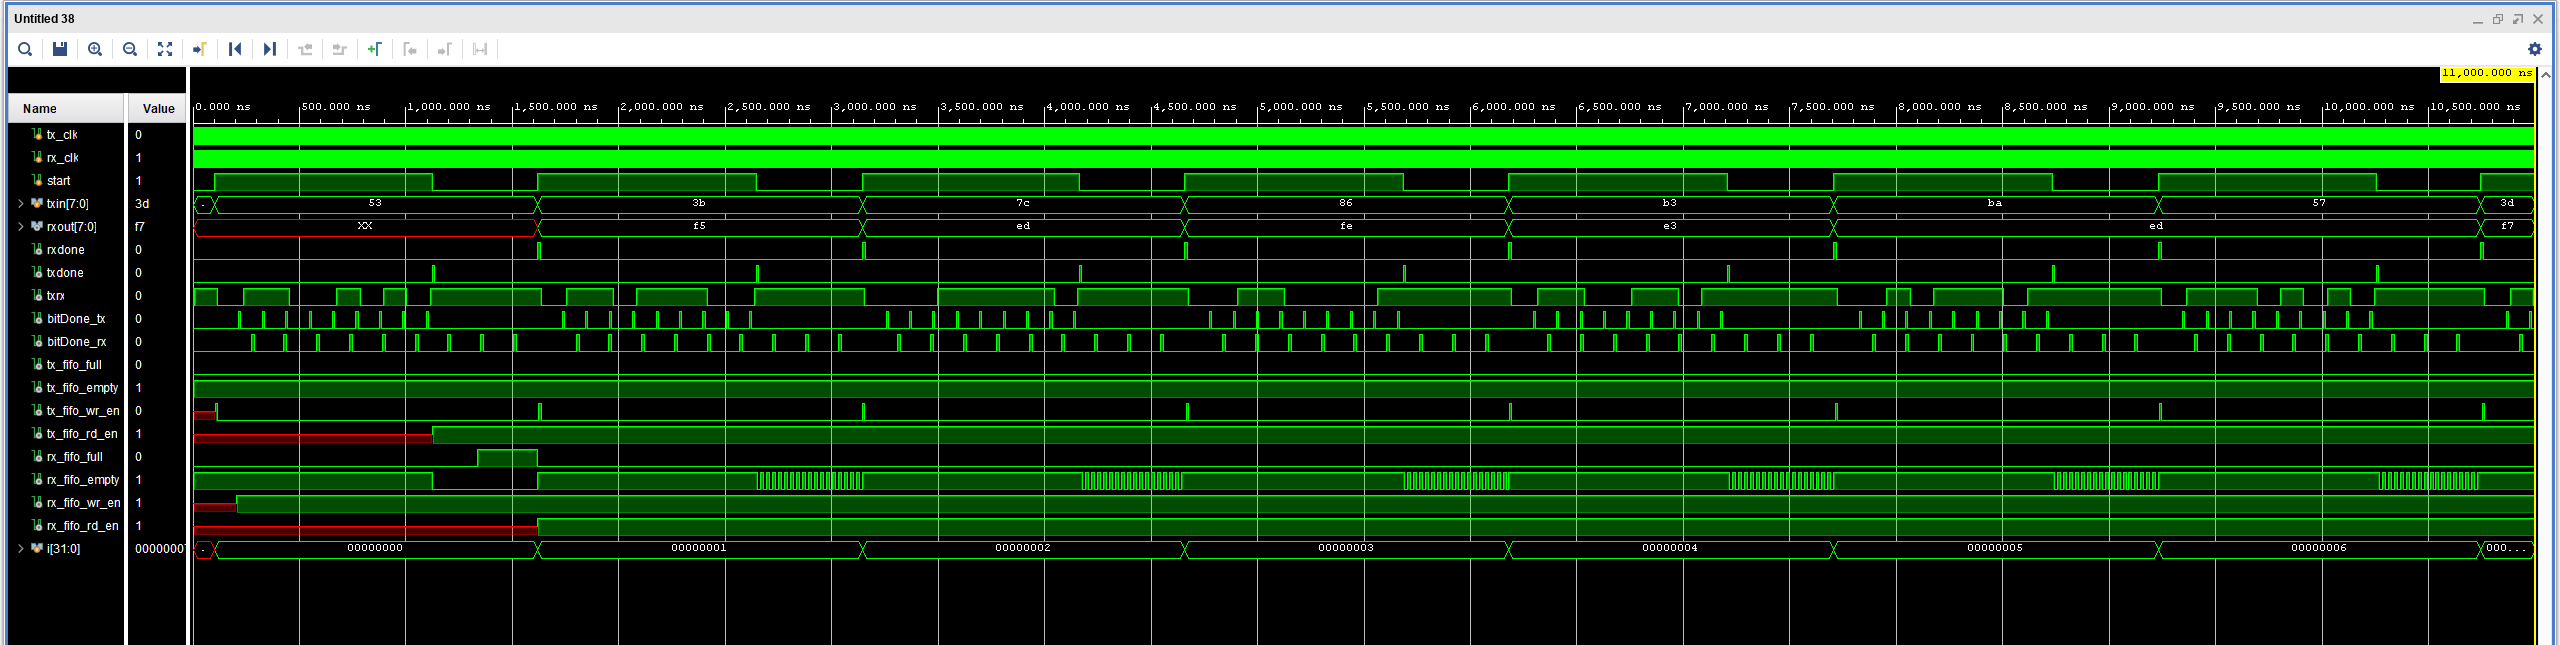 Untitled 38
11,000.000 ns
Name Value
0.000 ns 500.000 ns 1,000.000 ns 1,500.000 ns 2,000.000 ns 2,500.000 ns 3,000.000 ns 3,500.000 ns 4,000.000 ns 4,500.000 ns 5,000.000 ns 5,500.000 ns 6,000.000 ns 6,500.000 ns 7,000.000 ns 7,500.000 ns 8,000.000 ns 8,500.000 ns 9,000.000 ns 9,500.000 ns 10,000.000 ns 10,500.000 ns
tx_clk 0
rx_clk 1
start 1
txin[7:0] 3d . 53 3b 7c 86 b3 ba 57 3d
rxout[7:0] f7 XX f5 ed fe e3 ed f7
rxdone 0
txdone 0
txrx 0
bitDone_tx 0
bitDone_rx 0
tx_fifo_full 0
tx_fifo_empty 1
tx_fifo_wr_en 0
tx_fifo_rd_en 1
rx_fifo_full 0
rx_fifo_empty 1
rx_fifo_wr_en 1
rx_fifo_rd_en 1
i[31:0] 0000000 . 00000000 00000001 00000002 00000003 00000004 00000005 00000006 000...